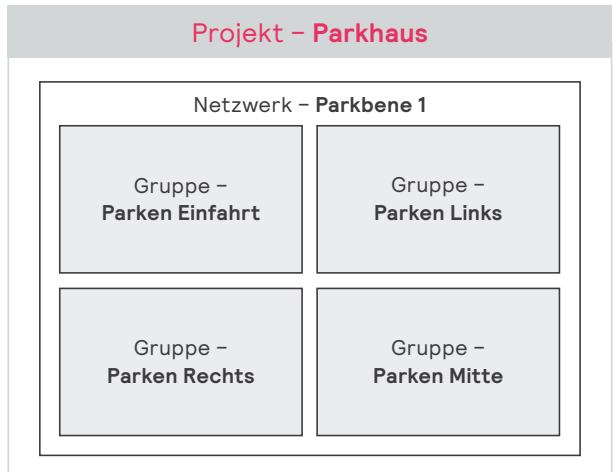 Projekt – Parkhaus
Netzwerk – Parkbene 1
Gruppe –
Parken Einfahrt
Gruppe –
Parken Links
Gruppe –
Parken Rechts
Gruppe –
Parken Mitte